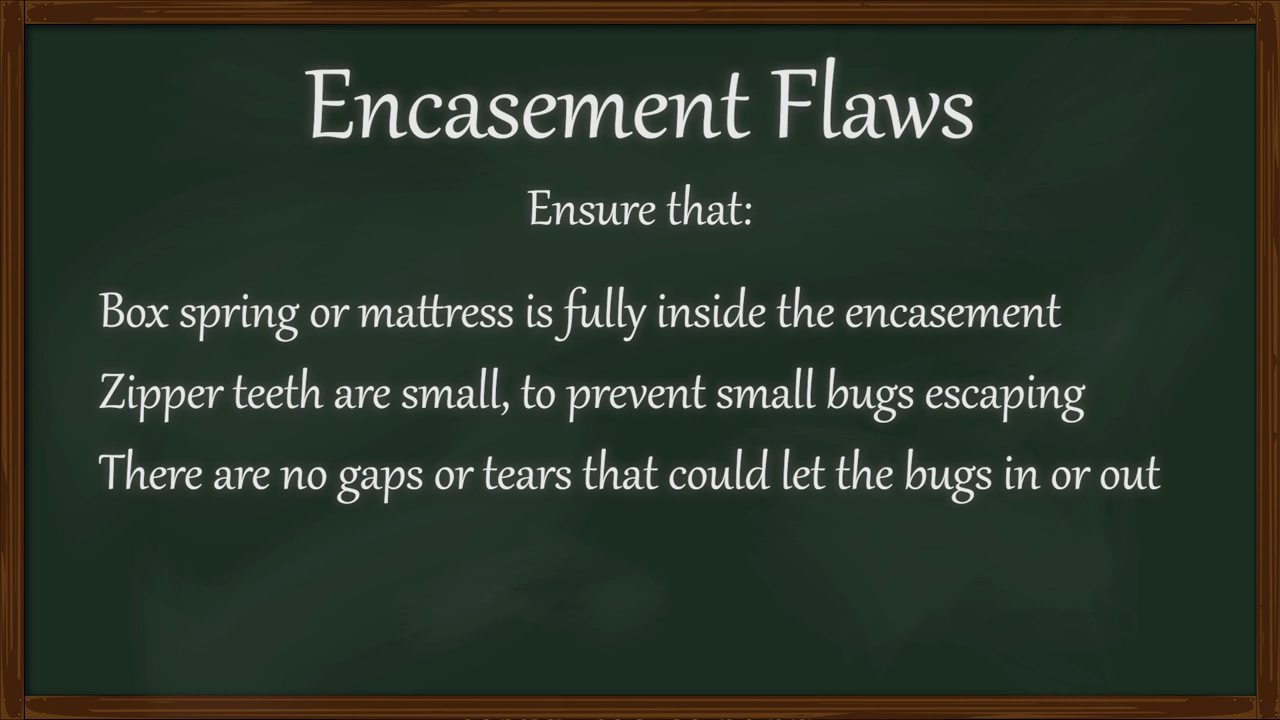 Encasement Flaws
Ensure that:
Box spring or mattress is fully inside the encasement
Zipper teeth are small, to prevent small bugs escaping
There are no gaps or tears that could let the bugs in or out